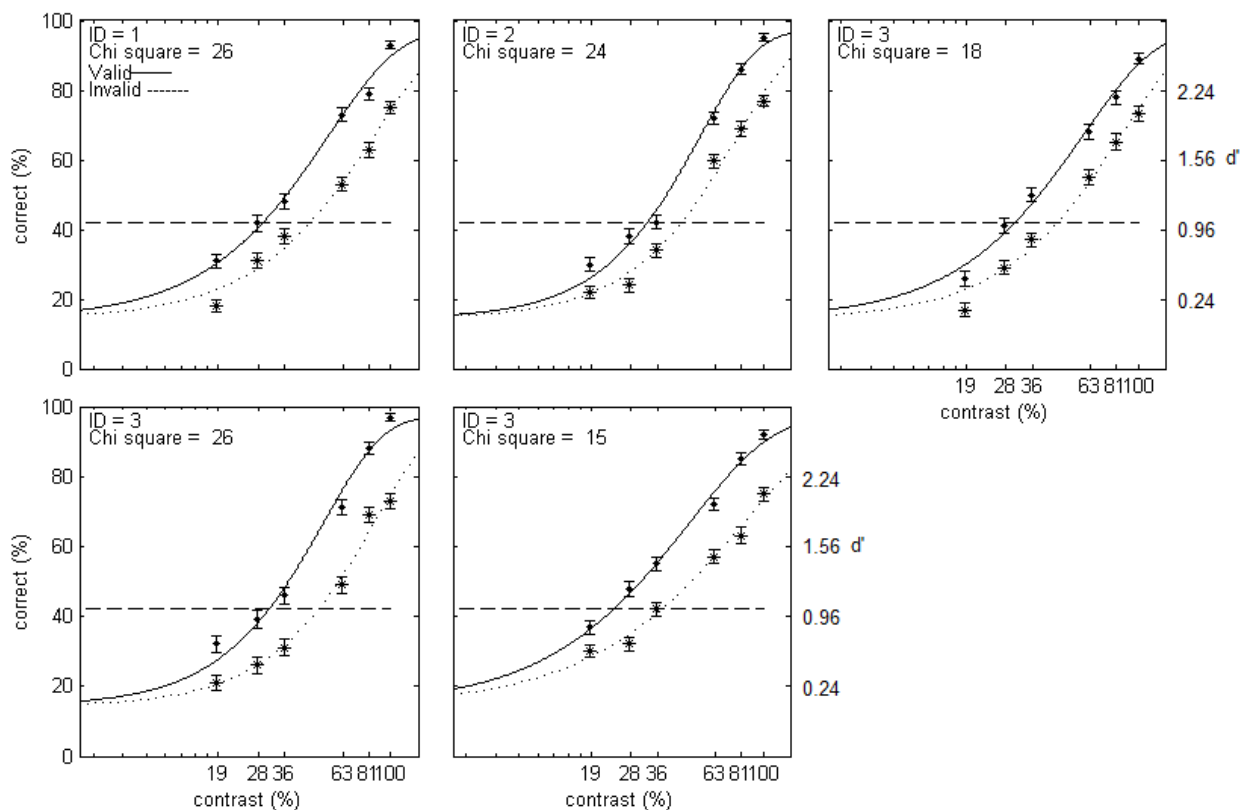 100
80
60
40
20
0
correct (%)
ID = 1
Chi square = 26
Valid
Invalid
ID = 2
Chi square = 24
ID = 3
Chi square = 18
2.24
1.56 d'
0.96
0.24
19 28 36 63 81 100
contrast (%)
100
80
60
40
20
0
correct (%)
ID = 3
Chi square = 26
19 28 36 63 81 100
contrast (%)
ID = 3
Chi square = 15
2.24
1.56 d'
0.96
0.24
19 28 36 63 81 100
contrast (%)